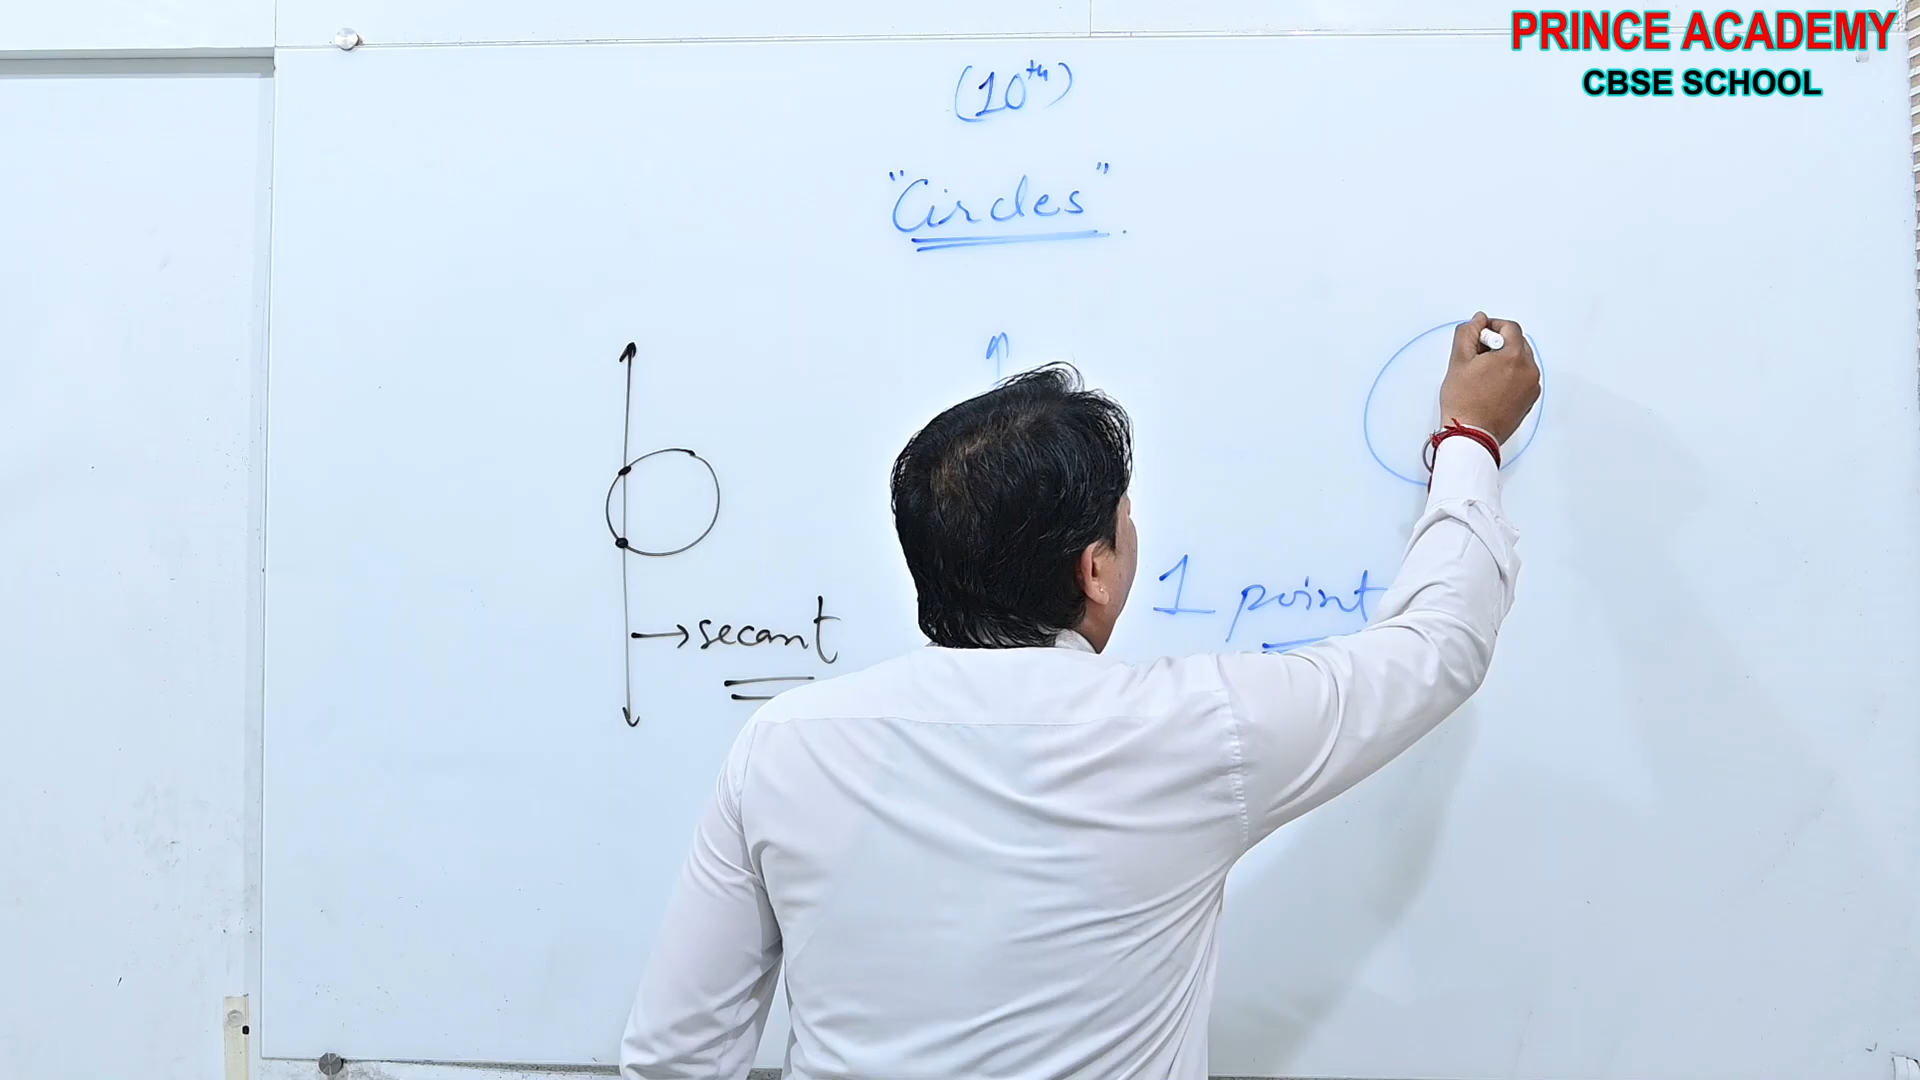 PRINCE ACADEMY
CBSE SCHOOL
(10th)
"Circles".
1 point
secant